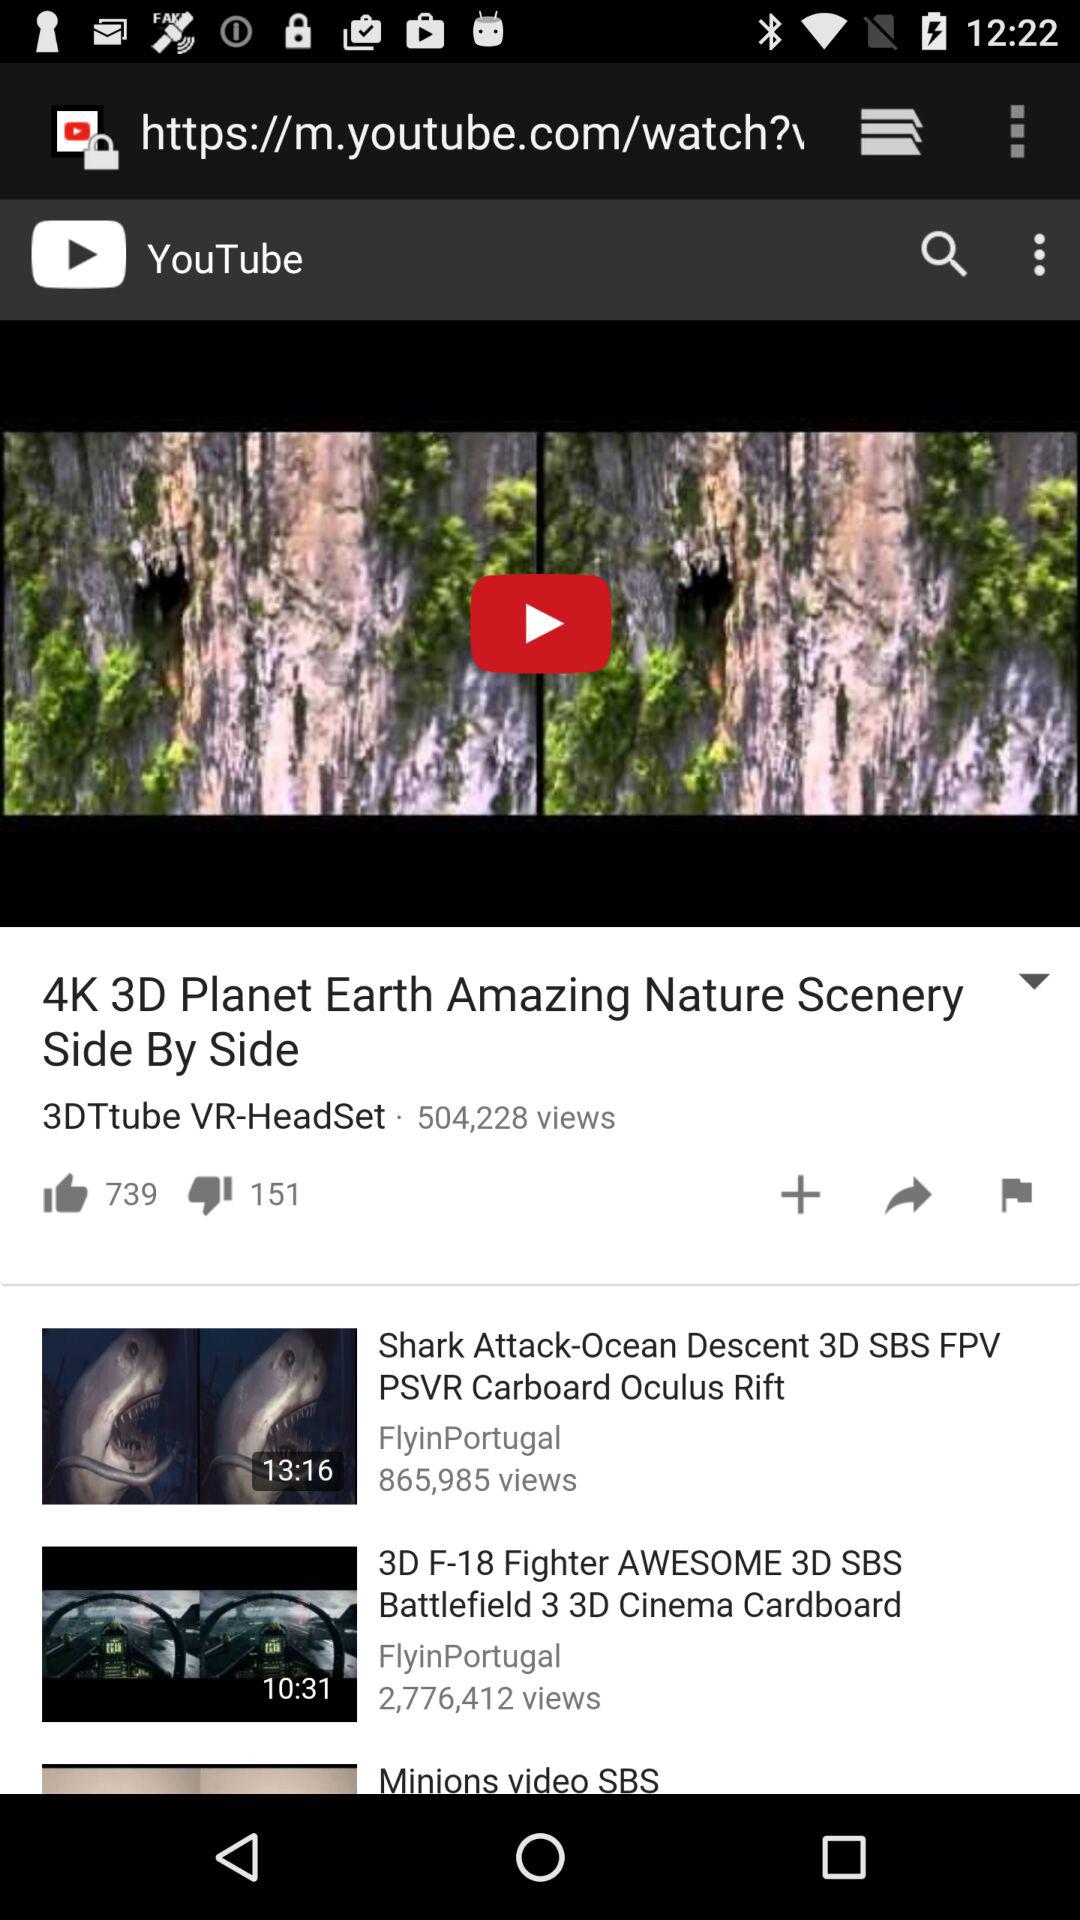 FAKE
12:22
https://m.youtube.com/watch?v
YouTube
4K 3D Planet Earth Amazing Nature Scenery
Side By Side
3DTtube VR-HeadSet · 504,228 views
739 151
Shark Attack-Ocean Descent 3D SBS FPV
PSVR Carboard Oculus Rift
FlyinPortugal
865,985 views
13:16
3D F-18 Fighter AWESOME 3D SBS
Battlefield 3 3D Cinema Cardboard
FlyinPortugal
2,776,412 views
10:31
Minions video SBS